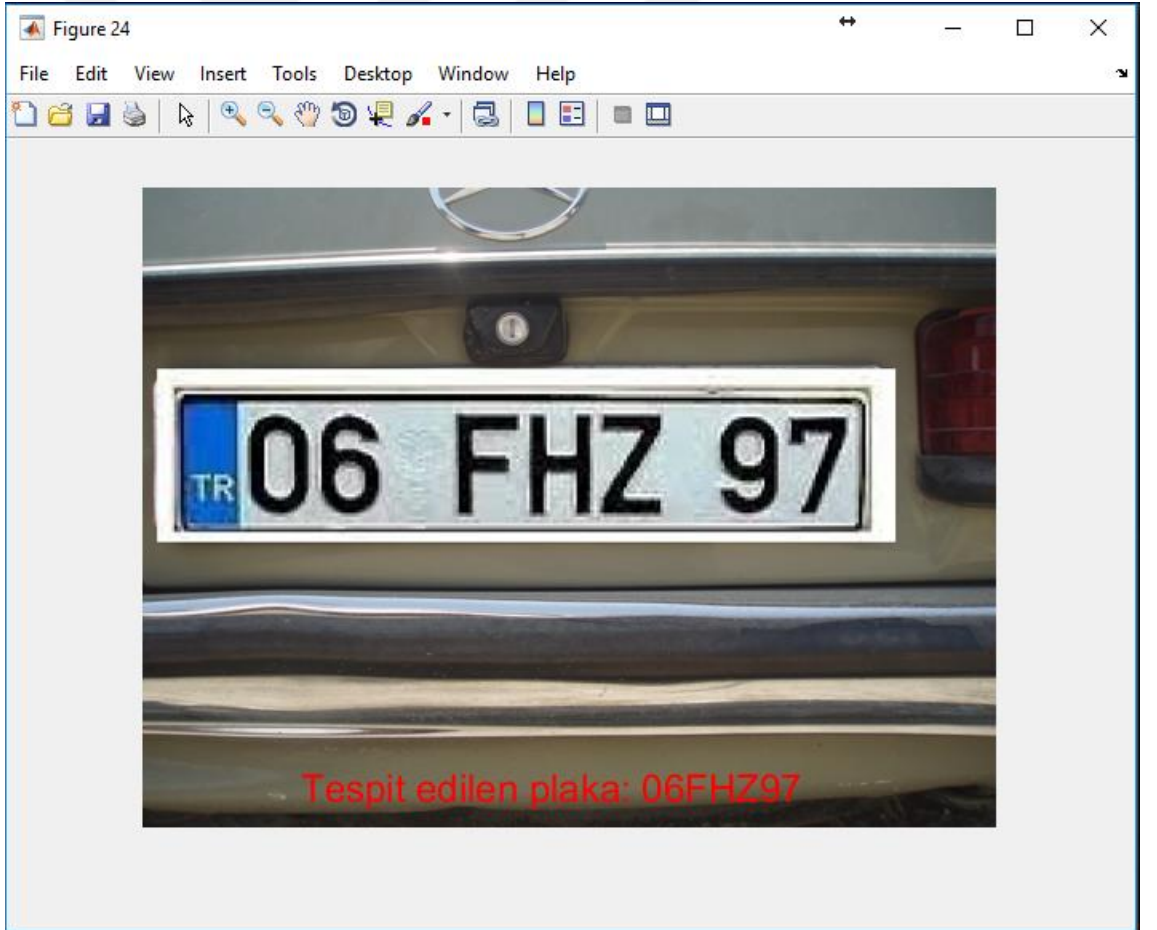 Figure 24
File Edit View Insert Tools Desktop Window Help
TR 06 FHZ 97
Tespit edilen plaka: 06FHZ97